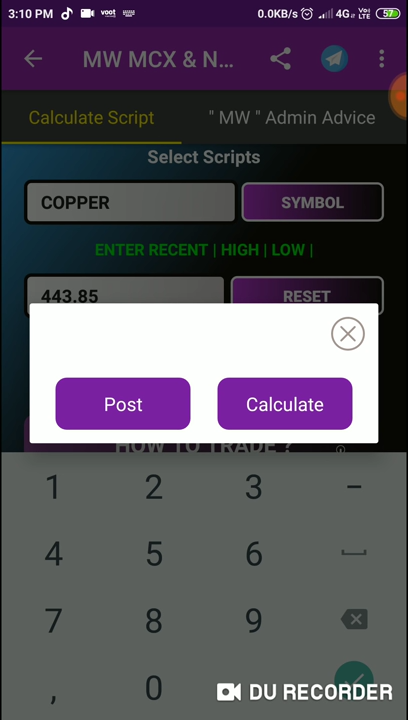 3:10 PM voot 0.0KB/s 4G VoLTE 57
MW MCX & N...
Calculate Script " MW " Admin Advice
Select Scripts
COPPER SYMBOL
ENTER RECENT | HIGH | LOW |
443.85 RESET
Post Calculate
HOW TO TRADE ?
1 2 3 -
4 5 6
7 8 9
, 0
DU RECORDER